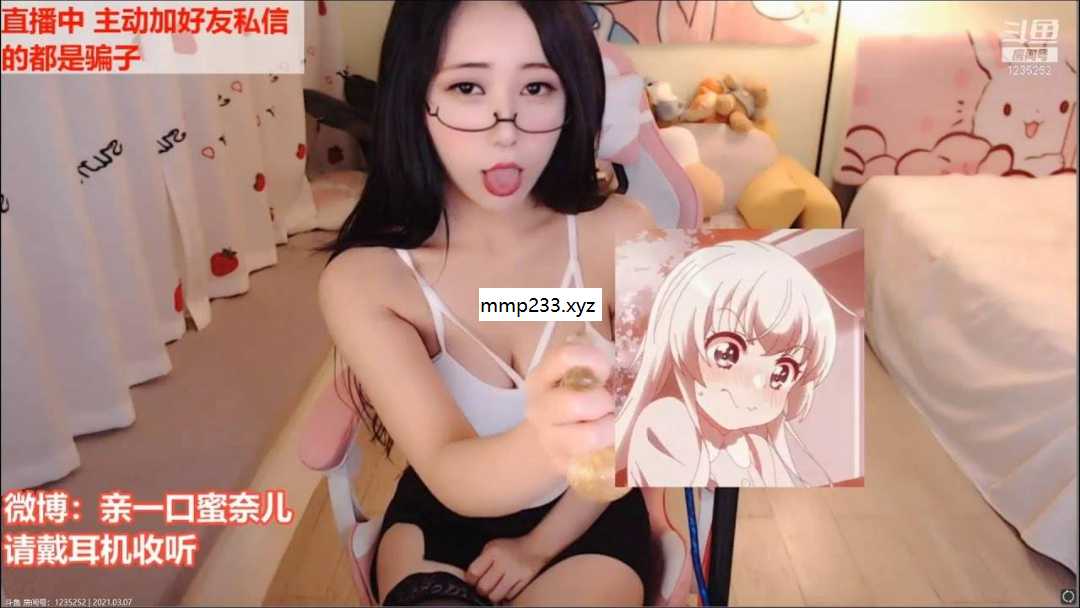 直播中 主动加好友私信
的都是骗子
斗鱼
房间号
1235252
mmp233.xyz
微博：亲一口蜜奈儿
请戴耳机收听
斗鱼 房间号：1235252 | 2021.03.07